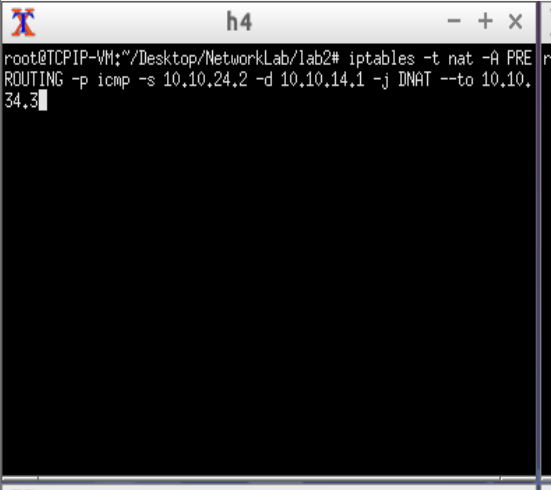 h4
root@TCPIP-VM:~/Desktop/NetworkLab/lab2# iptables -t nat -A PRE
ROUTING -p icmp -s 10.10.24.2 -d 10.10.14.1 -j DNAT --to 10.10.
34.3